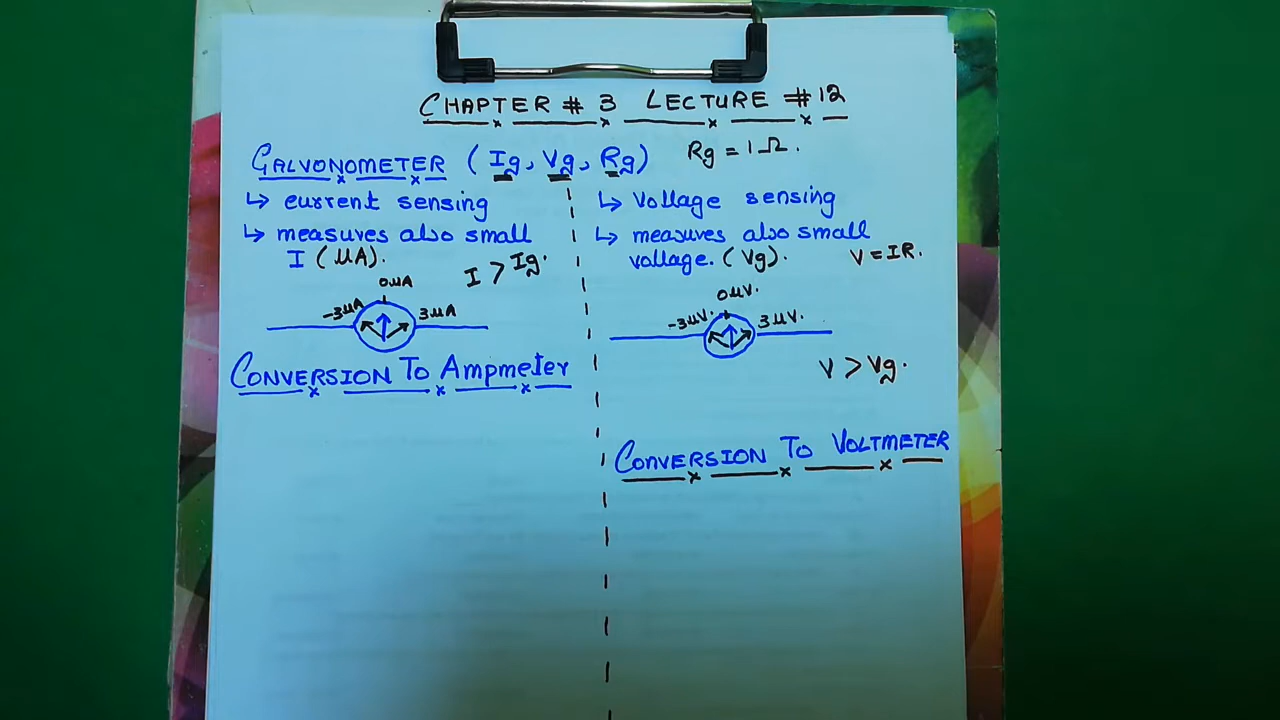 CHAPTER # 3 LECTURE #12
GALVONOMETER (Ig, Vg, Rg) Rg = 1 Ω.
↳ current sensing
↳ measures also small
I (μA).
I > Ig.
0μA
-3μA
3μA
CONVERSION TO Ampmeter
↳ Voltage sensing
↳ measures also small
voltage. (Vg). V = IR.
0μV.
-3μV.
3μV.
V > Vg.
CONVERSION TO VOLTMETER